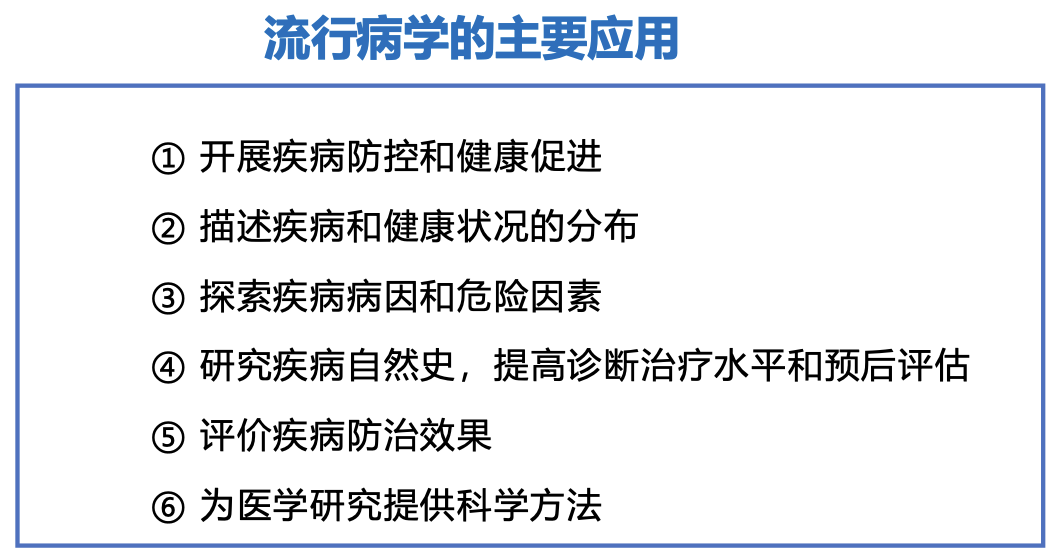 流行病学的主要应用
① 开展疾病防控和健康促进
② 描述疾病和健康状况的分布
③ 探索疾病病因和危险因素
④ 研究疾病自然史，提高诊断治疗水平和预后评估
⑤ 评价疾病防治效果
⑥ 为医学研究提供科学方法